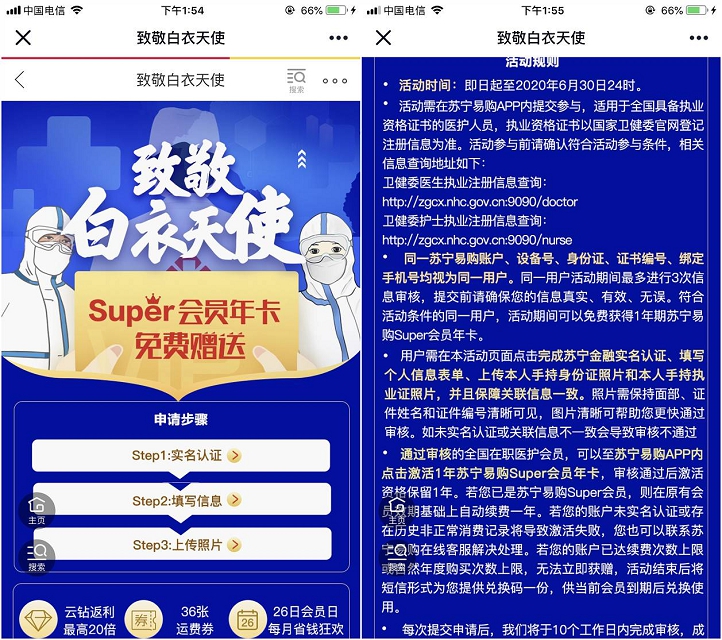 中国电信
下午1:54
66%
致敬白衣天使
致敬白衣天使
搜索
致敬
白衣天使
Super会员年卡
免费赠送
申请步骤
Step1:实名认证
Step2:填写信息
Step3:上传照片
主页
搜索
云钻返利
最高20倍
券
36张
运费券
26
26日会员日
每月省钱狂欢
中国电信
下午1:55
66%
致敬白衣天使
活动规则
• 活动时间：即日起至2020年6月30日24时。
• 活动需在苏宁易购APP内提交参与，适用于全国具备执业
资格证书的医护人员，执业资格证书以国家卫健委官网登记
注册信息为准。活动参与前请确认符合活动参与条件，相关
信息查询地址如下：
卫健委医生执业注册信息查询：
http://zgcx.nhc.gov.cn:9090/doctor
卫健委护士执业注册信息查询：
http://zgcx.nhc.gov.cn:9090/nurse
• 同一苏宁易购账户、设备号、身份证、证书编号、绑定
手机号均视为同一用户。同一用户活动期间最多进行3次信
息审核，提交前请确保您的信息真实、有效、无误。符合
活动条件的同一用户，活动期间可以免费获得1年期苏宁易
购Super会员年卡。
• 用户需在本活动页面点击完成苏宁金融实名认证、填写
个人信息表单、上传本人手持身份证照片和本人手持执
业证照片，并且保障关联信息一致。照片需保持面部、证
件姓名和证件编号清晰可见，图片清晰可帮助您更快通过
审核。如未实名认证或关联信息不一致会导致审核不通过
• 通过审核的全国在职医护会员，可以至苏宁易购APP内
点击激活1年苏宁易购Super会员年卡，审核通过后激活
资格保留1年。若您已是苏宁易购Super会员，则在原有会
员效期基础上自动续费一年。若您的账户未实名认证或存
在历史非正常消费记录将导致激活失败，您也可以联系苏
宁易购在线客服解决处理。若您的账户已达续费次数上限
或自然年度购买次数上限，无法立即获赠，活动结束后将
短信形式为您提供兑换码一份，供当前会员到期后兑换使
用。
• 每次提交申请后，我们将于10个工作日内完成审核，成
主页
搜索